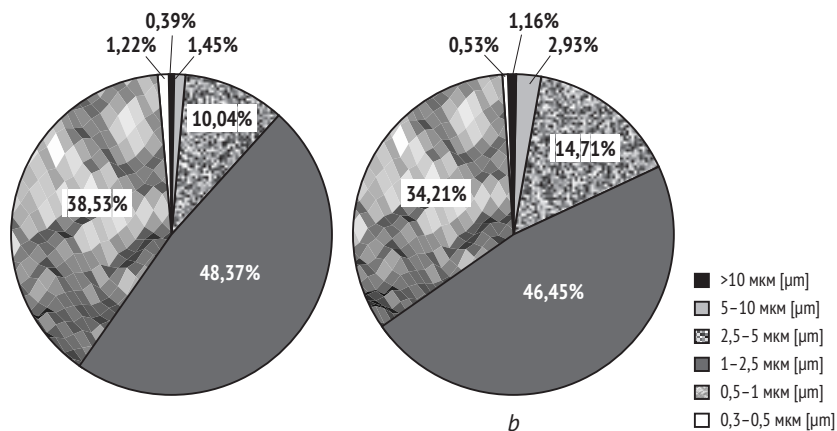 0,39%
1,22%
1,45%
10,04%
38,53%
48,37%
1,16%
0,53%
2,93%
14,71%
34,21%
46,45%
b
>10 мкм [µm]
5–10 мкм [µm]
2,5–5 мкм [µm]
1–2,5 мкм [µm]
0,5–1 мкм [µm]
0,3–0,5 мкм [µm]